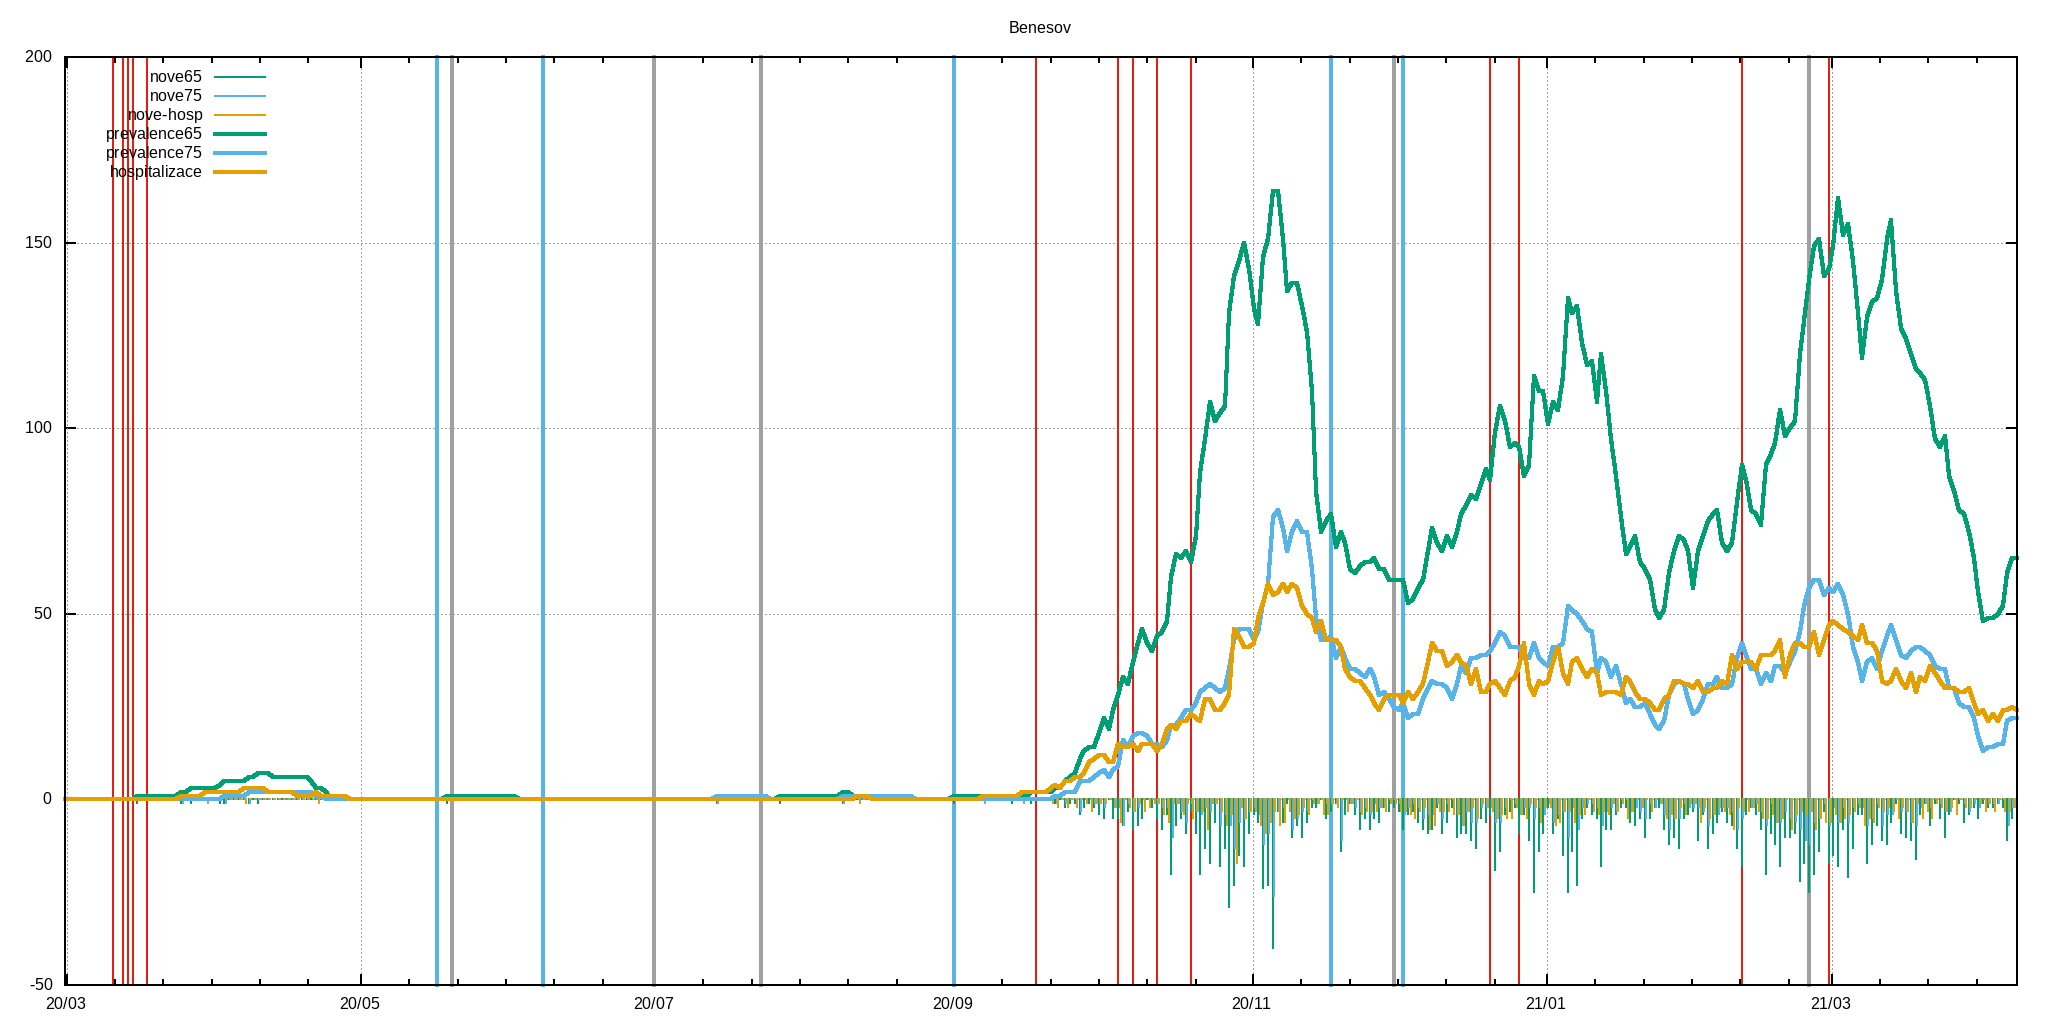 Benesov
200
150
100
50
0
-50
nove65
nove75
nove-hosp
prevalence65
prevalence75
hospitalizace
20/03 20/05 20/07 20/09 20/11 21/01 21/03